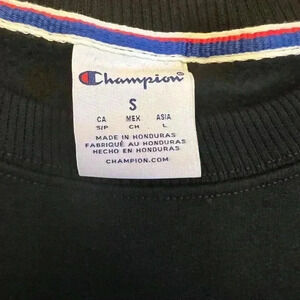 Champion
S
CA MEX ASIA
S/P CH L
MADE IN HONDURAS
FABRIQUÉ AU HONDURAS
HECHO EN HONDURAS
CHAMPION.COM